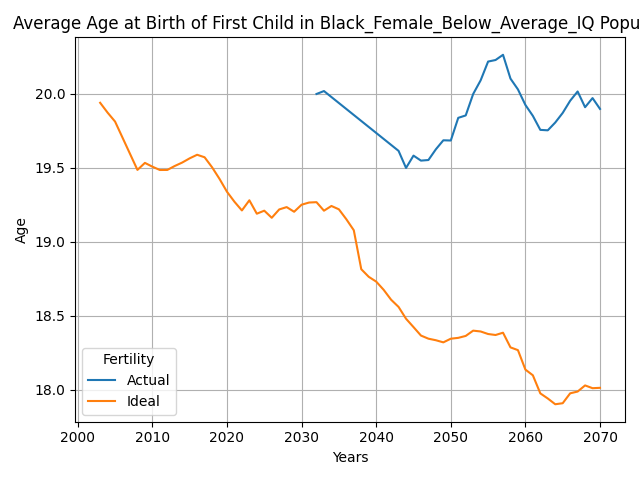 Average Age at Birth of First Child in Black_Female_Below_Average_IQ Popu
20.0
19.5
19.0
18.5
18.0
Age
Fertility
Actual
Ideal
2000 2010 2020 2030 2040 2050 2060 2070
Years